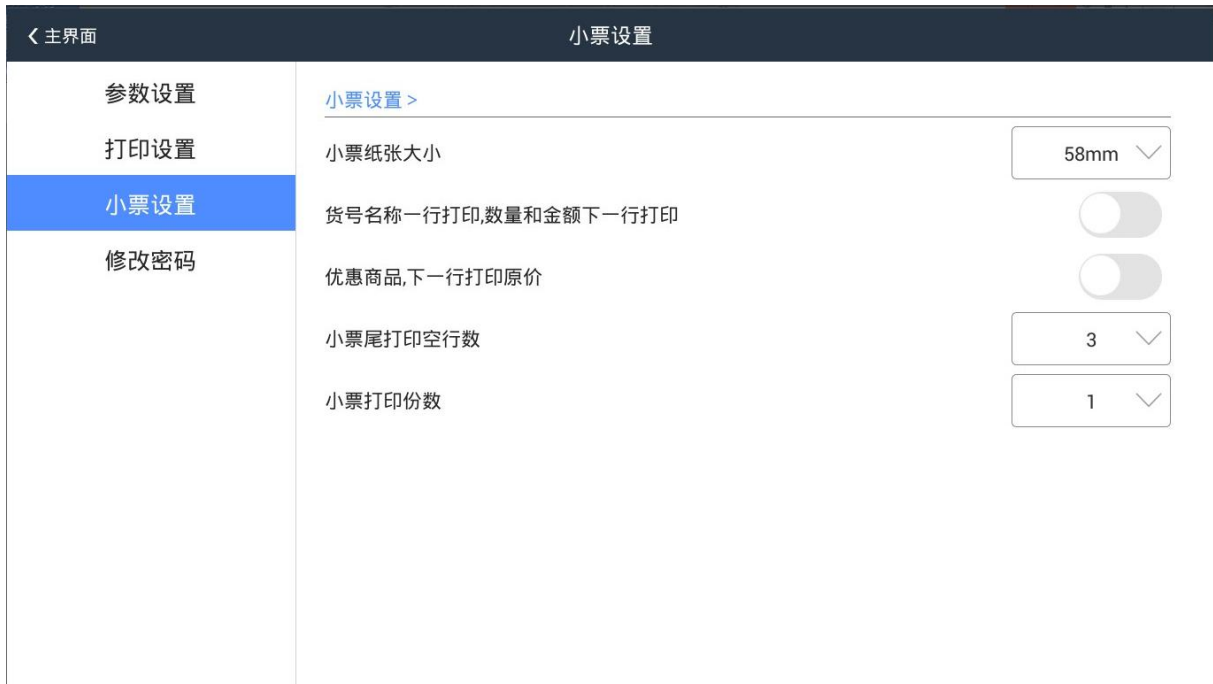 主界面
小票设置
参数设置
打印设置
小票设置
修改密码
小票设置 >
小票纸张大小
58mm
货号名称一行打印,数量和金额下一行打印
优惠商品,下一行打印原价
小票尾打印空行数
3
小票打印份数
1